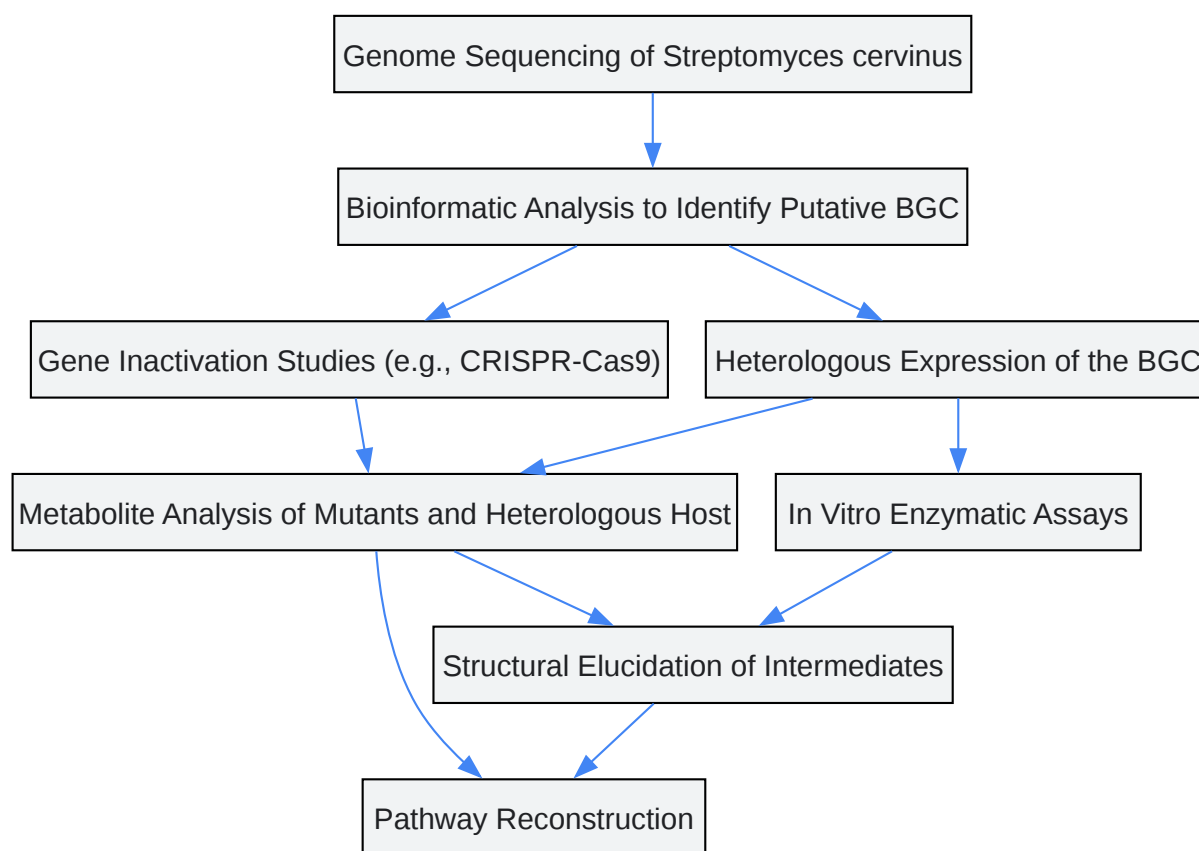 Genome Sequencing of Streptomyces cervinus
Bioinformatic Analysis to Identify Putative BGC
Gene Inactivation Studies (e.g., CRISPR-Cas9)
Heterologous Expression of the BGC
Metabolite Analysis of Mutants and Heterologous Host
In Vitro Enzymatic Assays
Structural Elucidation of Intermediates
Pathway Reconstruction